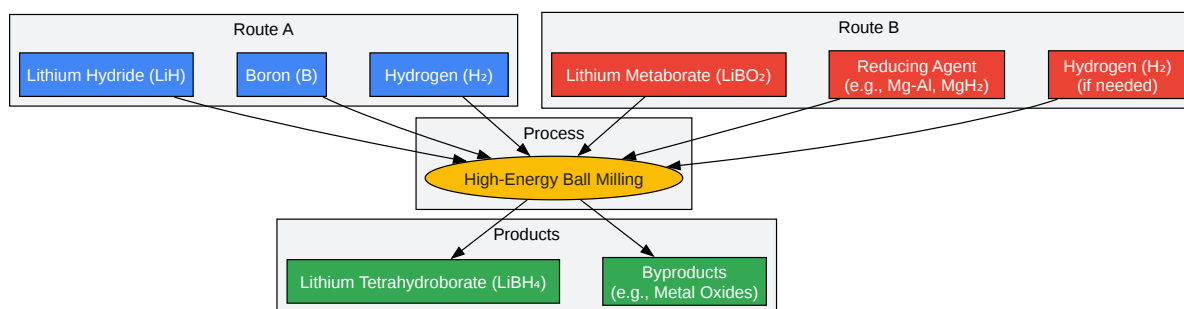 Route A
Lithium Hydride (LiH)
Boron (B)
Hydrogen (H₂)
Route B
Lithium Metaborate (LiBO₂)
Reducing Agent
(e.g., Mg-Al, MgH₂)
Hydrogen (H₂)
(if needed)
Process
High-Energy Ball Milling
Products
Lithium Tetrahydroborate (LiBH₄)
Byproducts
(e.g., Metal Oxides)